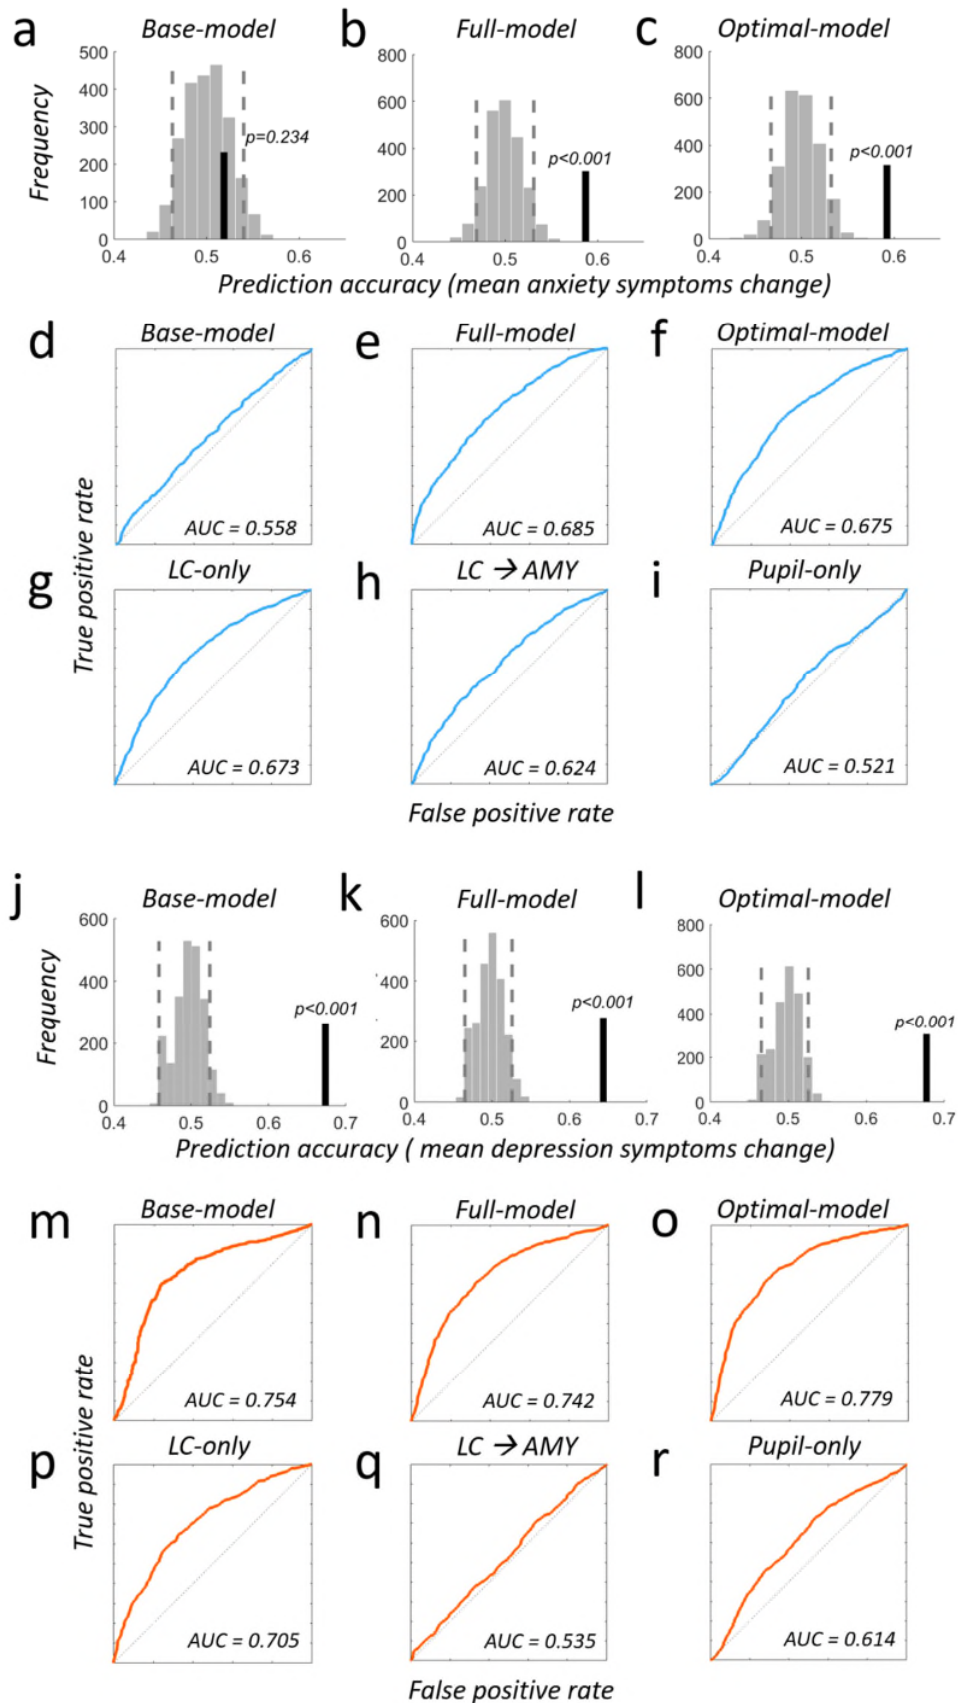 a Base-model
b Full-model
c Optimal-model
Frequency
500
400
300
200
100
0
p=0.234
0.4 0.5 0.6
800
600
400
200
0
p<0.001
0.4 0.5 0.6
800
600
400
200
0
p<0.001
0.4 0.5 0.6
Prediction accuracy (mean anxiety symptoms change)
d Base-model
AUC = 0.558
e Full-model
AUC = 0.685
f Optimal-model
AUC = 0.675
True positive rate
g LC-only
AUC = 0.673
h LC → AMY
AUC = 0.624
i Pupil-only
AUC = 0.521
False positive rate
j Base-model
k Full-model
l Optimal-model
Frequency
600
400
200
0
p<0.001
0.4 0.5 0.6 0.7
600
400
200
0
p<0.001
0.4 0.5 0.6 0.7
800
600
400
200
0
p<0.001
0.4 0.5 0.6 0.7
Prediction accuracy ( mean depression symptoms change)
m Base-model
AUC = 0.754
n Full-model
AUC = 0.742
o Optimal-model
AUC = 0.779
True positive rate
p LC-only
AUC = 0.705
q LC → AMY
AUC = 0.535
r Pupil-only
AUC = 0.614
False positive rate